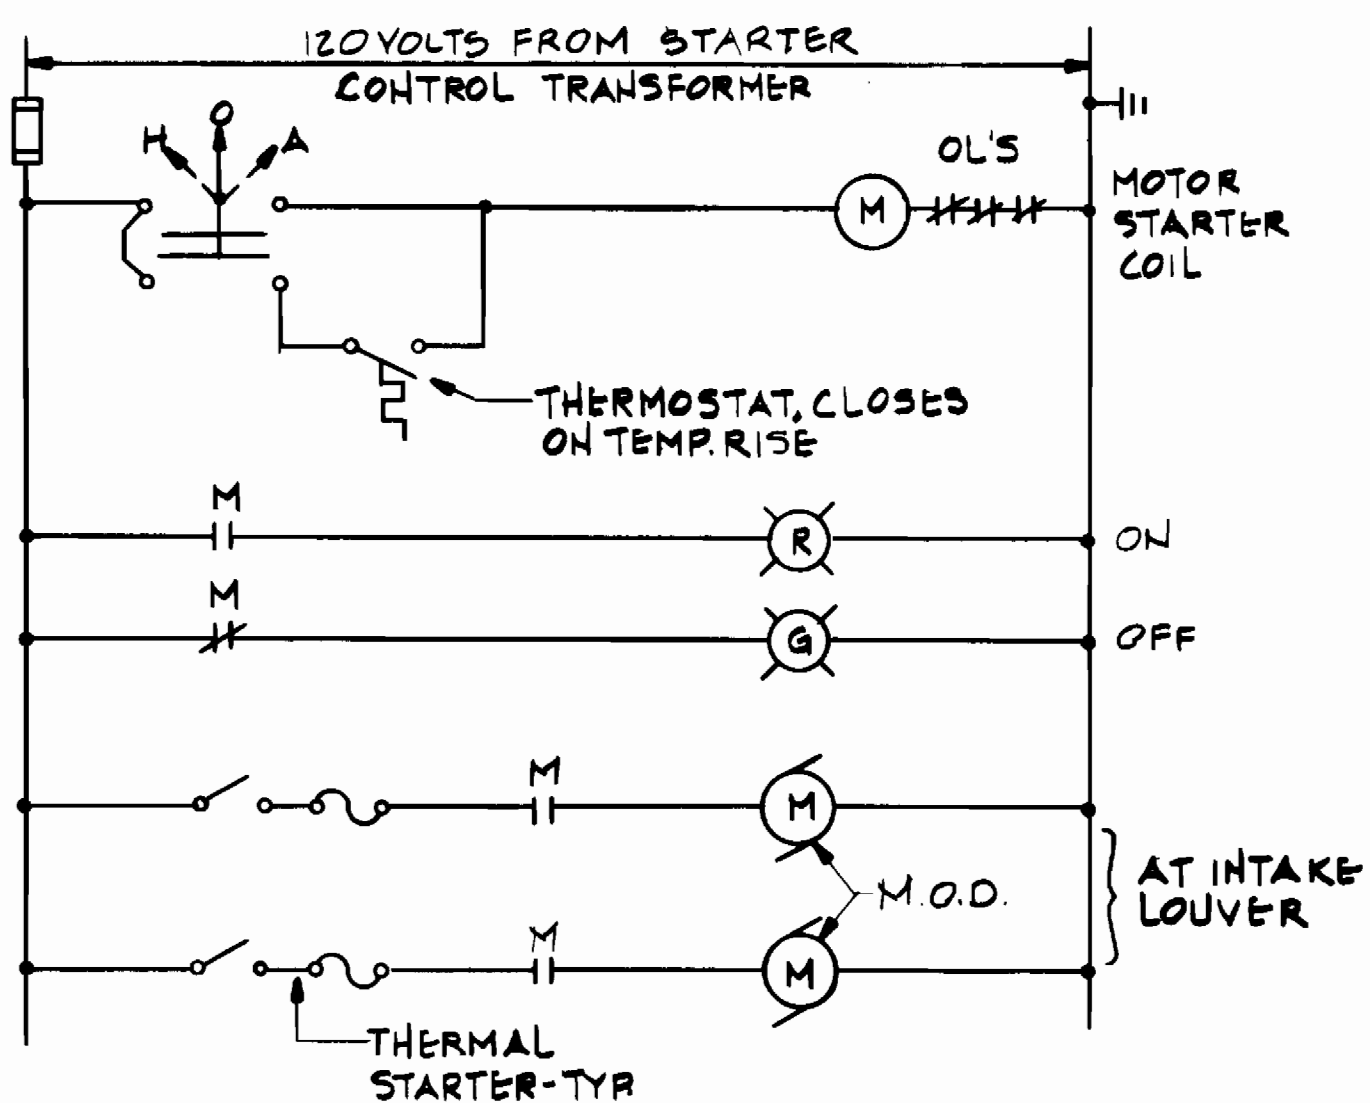 120 VOLTS FROM STARTER
CONTROL TRANSFORMER
H O A
OL'S
M
MOTOR
STARTER
COIL
THERMOSTAT, CLOSES
ON TEMP. RISE
M
R
ON
M
G
OFF
M
M
M.O.D.
AT INTAKE
LOUVER
M
M
THERMAL
STARTER-TYP